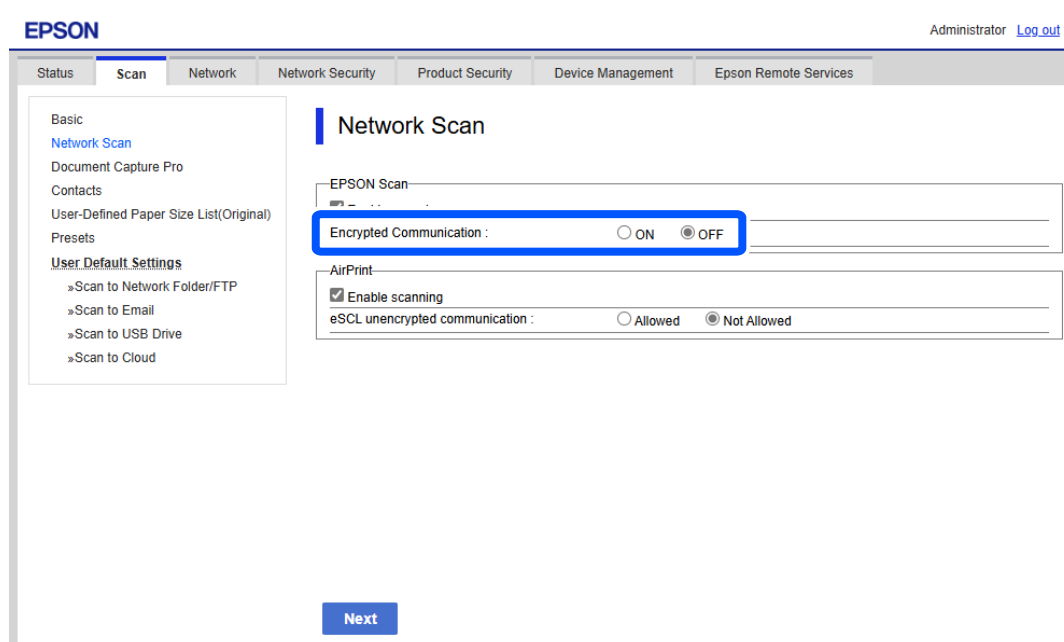 EPSON
Administrator Log out
Status Scan Network Network Security Product Security Device Management Epson Remote Services
Basic
Network Scan
Document Capture Pro
Contacts
User-Defined Paper Size List(Original)
Presets
User Default Settings
»Scan to Network Folder/FTP
»Scan to Email
»Scan to USB Drive
»Scan to Cloud
Network Scan
EPSON Scan
Encrypted Communication : ON OFF
AirPrint
Enable scanning
eSCL unencrypted communication : Allowed Not Allowed
Next